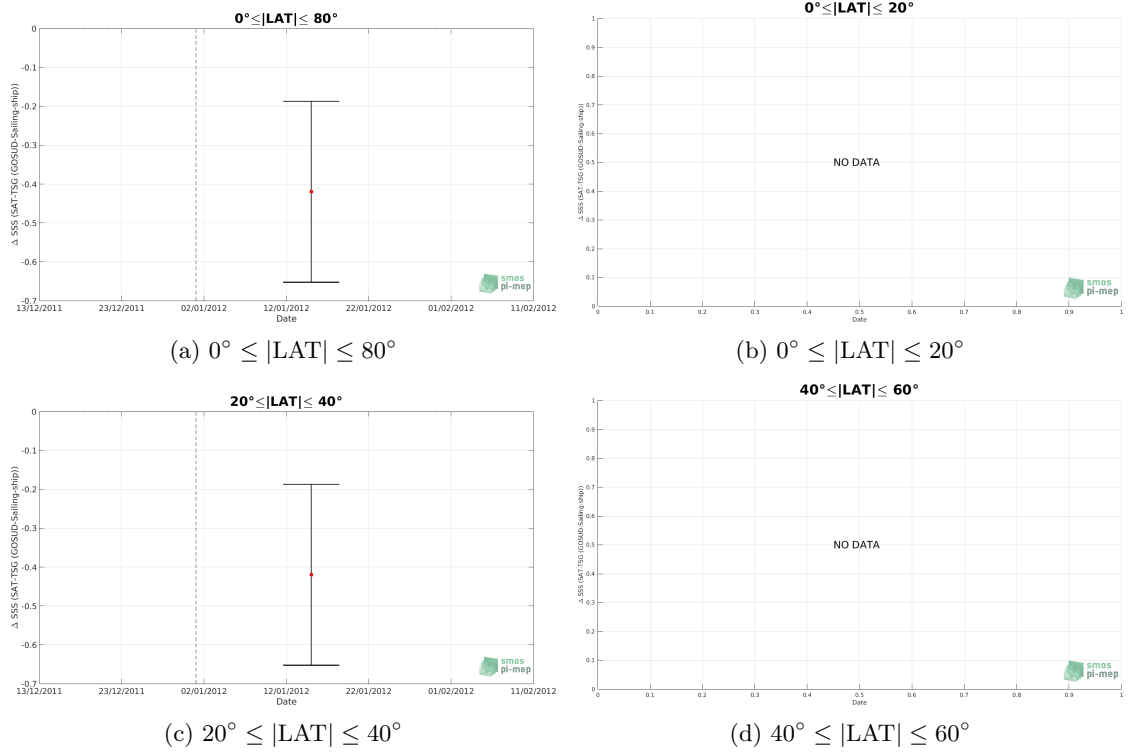 0°≤|LAT|≤ 80°
Δ SSS (SAT-TSG (GOSUD-Sailing-ship))
0
-0.1
-0.2
-0.3
-0.4
-0.5
-0.6
-0.7
13/12/2011 23/12/2011 02/01/2012 12/01/2012 22/01/2012 01/02/2012 11/02/2012
Date
smos
pi-mep
(a) 0° ≤ |LAT| ≤ 80°
0°≤|LAT|≤ 20°
Δ SSS (SAT-TSG (GOSUD-Sailing-ship))
1
0.9
0.8
0.7
0.6
0.5
0.4
0.3
0.2
0.1
0
NO DATA
0 0.1 0.2 0.3 0.4 0.5 0.6 0.7 0.8 0.9 1
Date
smos
pi-mep
(b) 0° ≤ |LAT| ≤ 20°
20°≤|LAT|≤ 40°
Δ SSS (SAT-TSG (GOSUD-Sailing-ship))
0
-0.1
-0.2
-0.3
-0.4
-0.5
-0.6
-0.7
13/12/2011 23/12/2011 02/01/2012 12/01/2012 22/01/2012 01/02/2012 11/02/2012
Date
smos
pi-mep
(c) 20° ≤ |LAT| ≤ 40°
40°≤|LAT|≤ 60°
Δ SSS (SAT-TSG (GOSUD-Sailing-ship))
1
0.9
0.8
0.7
0.6
0.5
0.4
0.3
0.2
0.1
0
NO DATA
0 0.1 0.2 0.3 0.4 0.5 0.6 0.7 0.8 0.9 1
Date
smos
pi-mep
(d) 40° ≤ |LAT| ≤ 60°